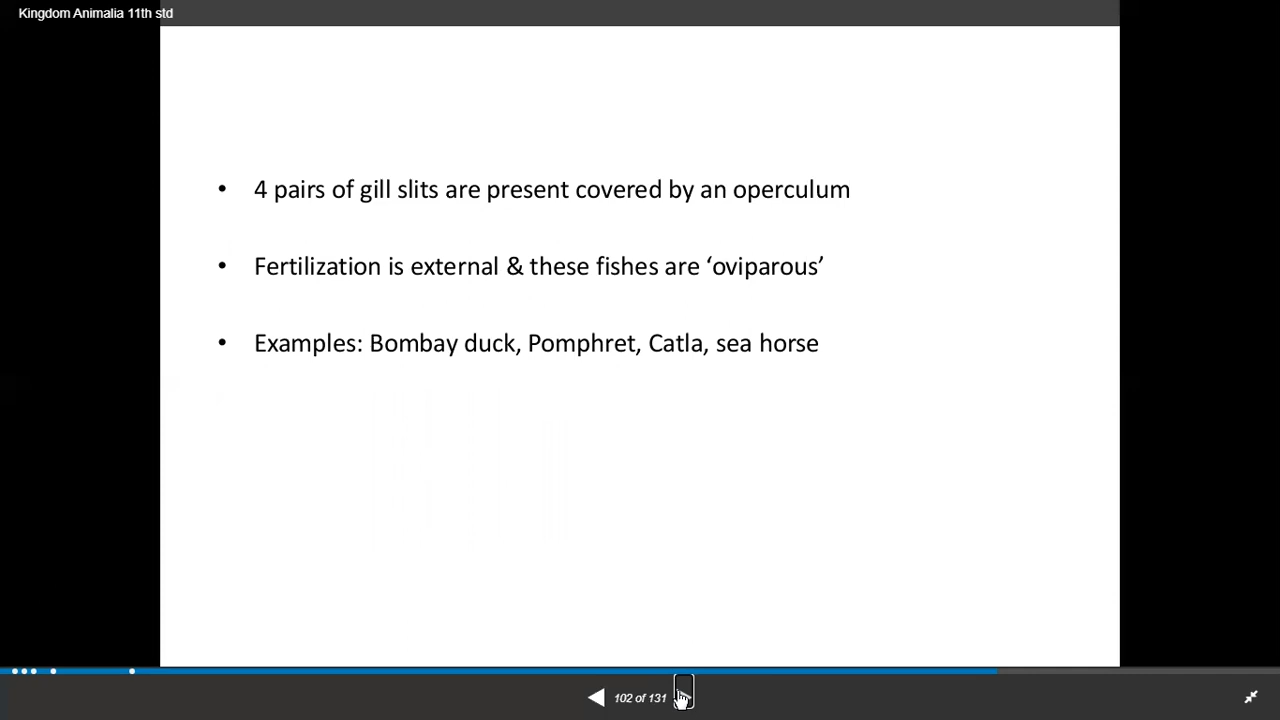 Kingdom Animalia 11th std
• 4 pairs of gill slits are present covered by an operculum
• Fertilization is external & these fishes are ‘oviparous’
• Examples: Bombay duck, Pomphret, Catla, sea horse
102 of 131